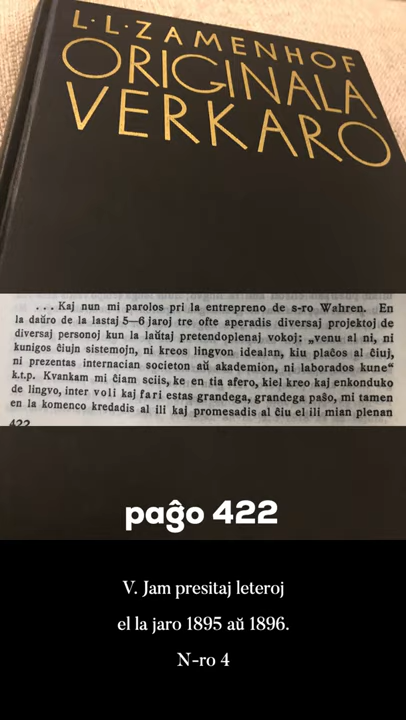 L·L·ZAMENHOF
ORIGINALA
VERKARO
. . . Kaj nun mi parolos pri la entrepreno de s-ro Wahren. En
la daŭro de la lastaj 5—6 jaroj tre ofte aperadis diversaj projektoj de
diversaj personoj kun la laŭtaj pretendoplenaj vokoj: „venu al ni, ni
kunigos ĉiujn sistemojn, ni kreos lingvon idealan, kiu plaĉos al ĉiuj,
ni prezentas internacian societon aŭ akademion, ni laborados kune“
k.t.p. Kvankam mi ĉiam sciis, ke en tia afero, kiel kreo kaj enkonduko
de lingvo, inter voli kaj fari estas grandega, grandega paŝo, mi tamen
en la komenco kredadis al ili kaj promesadis al ĉiu el ili mian plenan
422
paĝo 422
V. Jam presitaj leteroj
el la jaro 1895 aŭ 1896.
N-ro 4